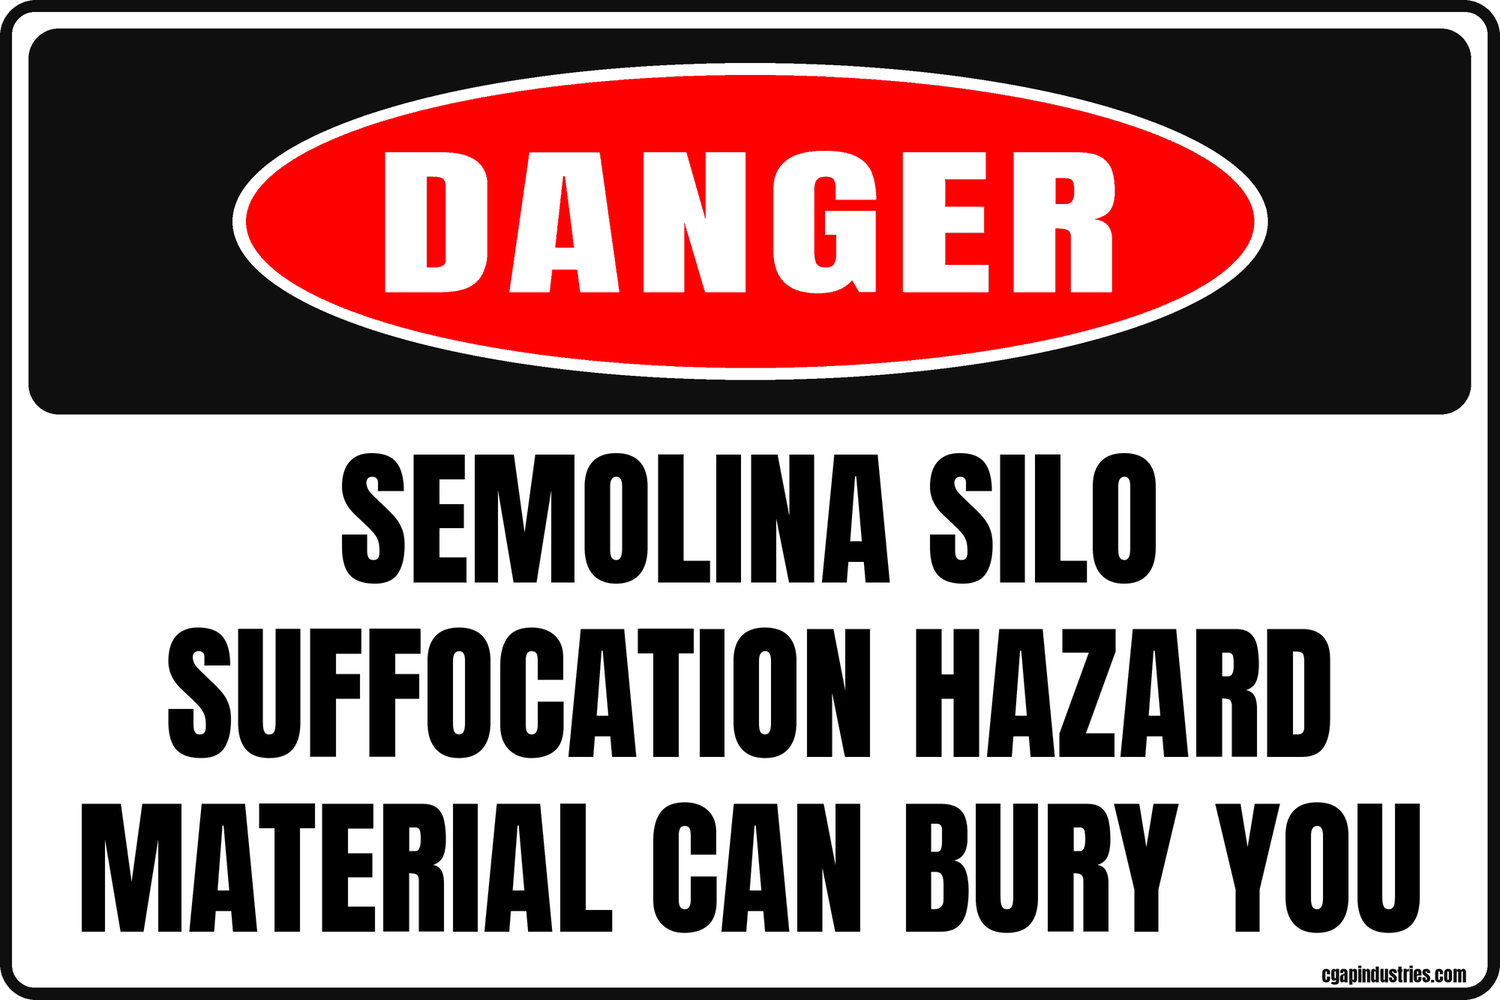 DANGER
SEMOLINA SILO
SUFFOCATION HAZARD
MATERIAL CAN BURY YOU
cgapindustries.com